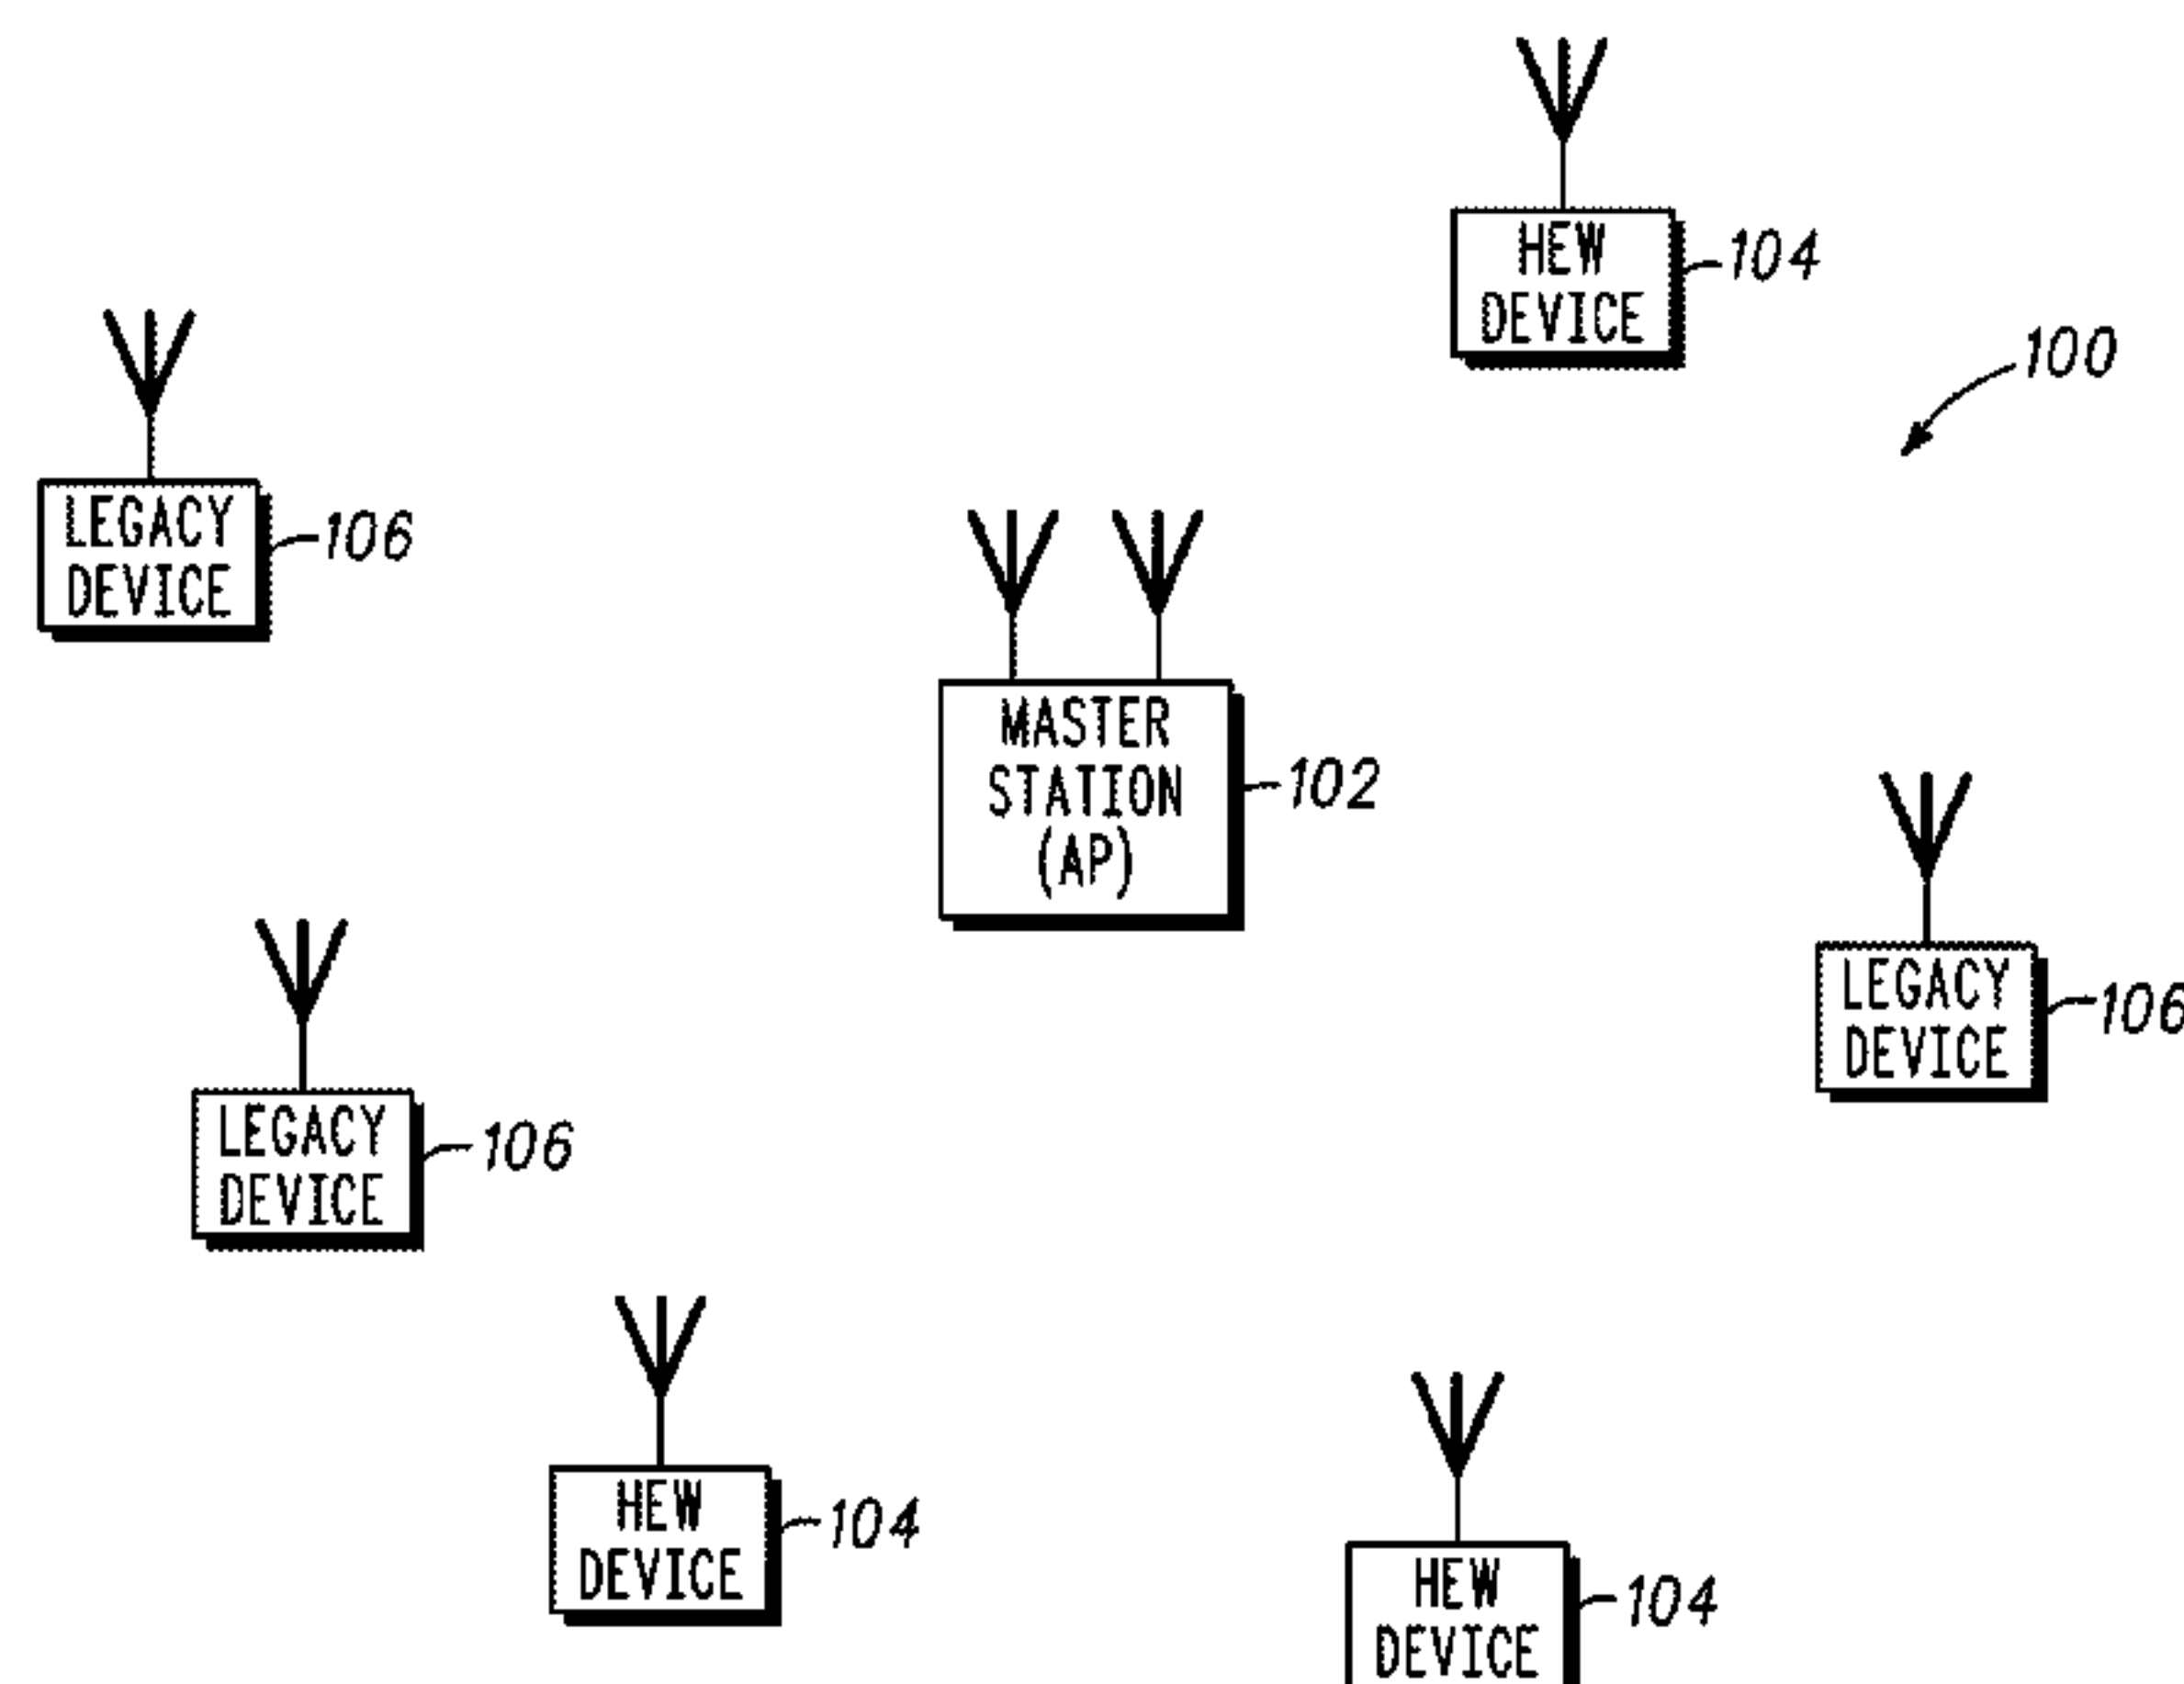 HEW
DEVICE
104
100
LEGACY
DEVICE
106
MASTER
STATION
(AP)
102
LEGACY
DEVICE
106
LEGACY
DEVICE
106
HEW
DEVICE
104
HEW
DEVICE
104